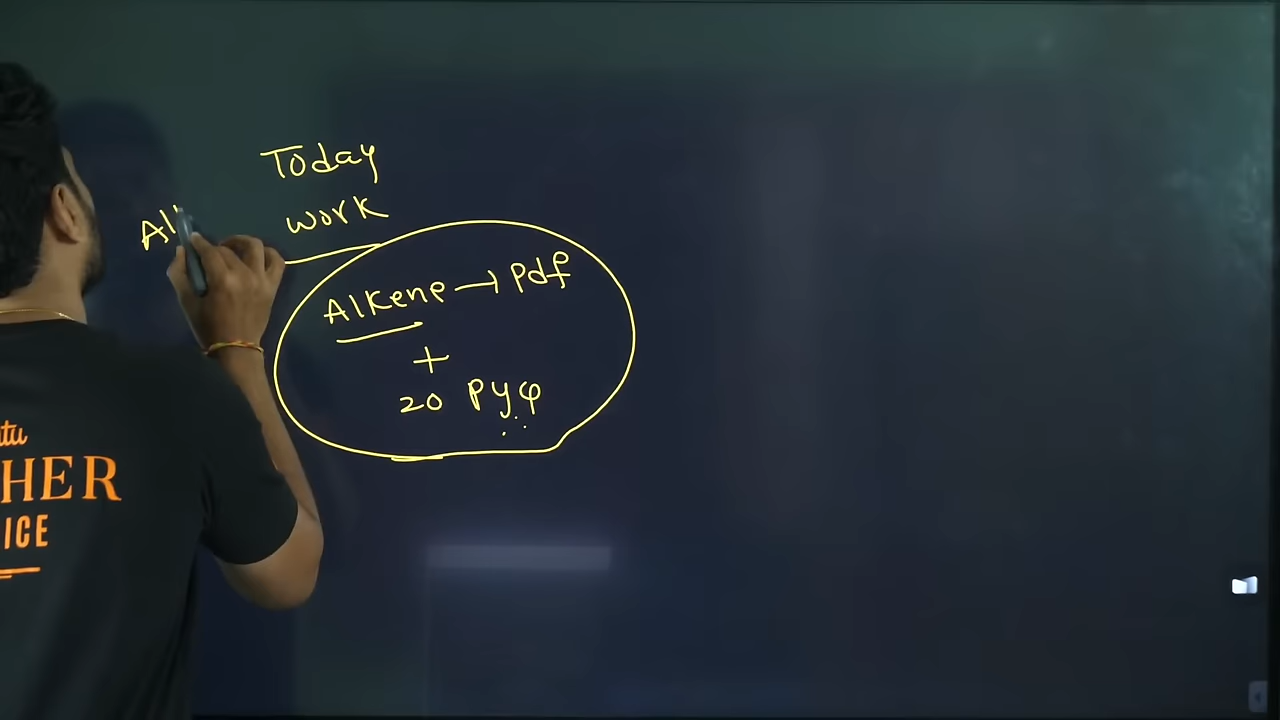 Today
work
Alkene → pdf
+
20 PYQ
HER
ICE